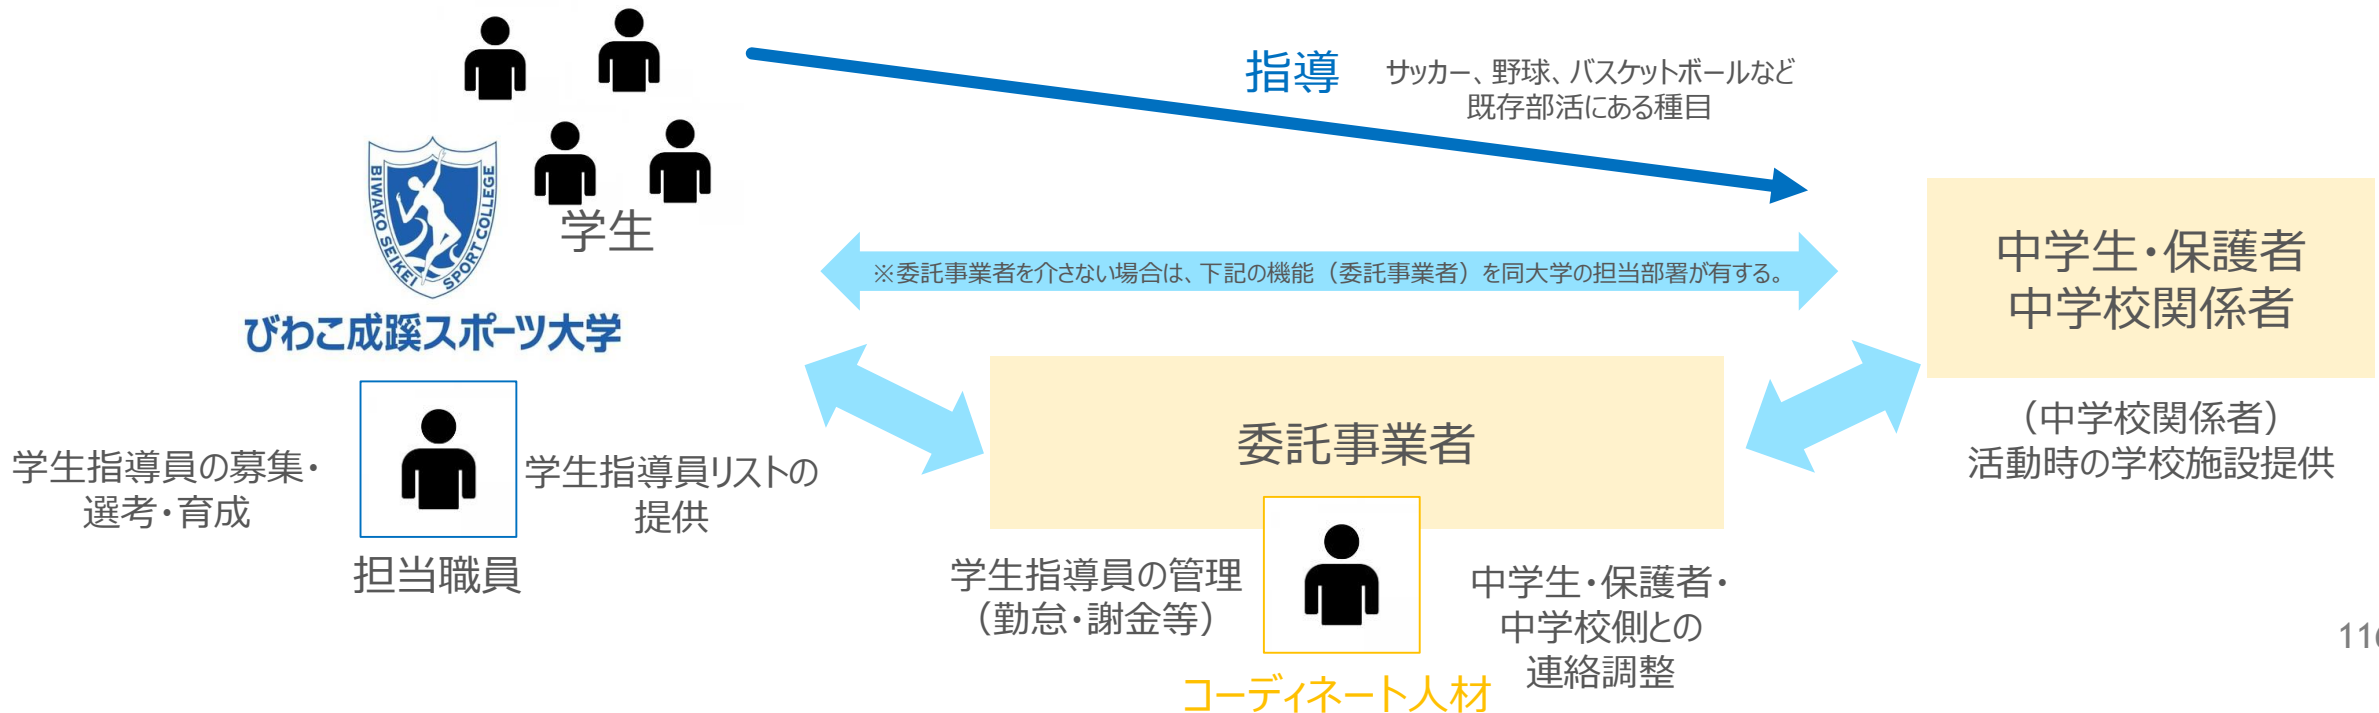 指導
サッカー、野球、バスケットボールなど
既存部活にある種目
BIWAKO SEIKEI SPORT COLLEGE
学生
びわこ成蹊スポーツ大学
※委託事業者を介さない場合は、下記の機能（委託事業者）を同大学の担当部署が有する。
中学生・保護者
中学校関係者
（中学校関係者）
活動時の学校施設提供
学生指導員の募集・
選考・育成
学生指導員リストの
提供
担当職員
委託事業者
学生指導員の管理
（勤怠・謝金等）
中学生・保護者・
中学校側との
連絡調整
コーディネート人材